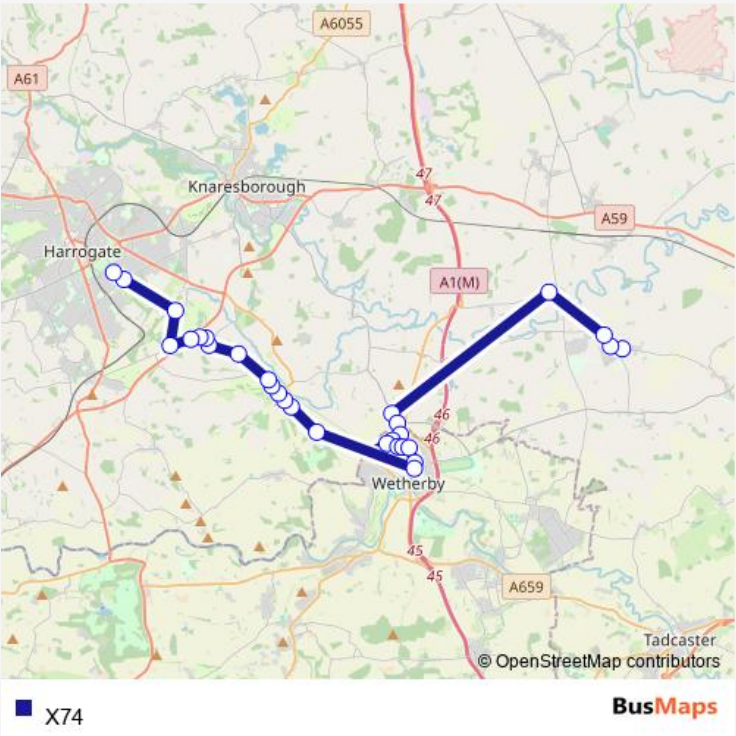 A6055
A61
47
Knaresborough
47
A59
Harrogate
A1(M)
46
46
Wetherby
45
45
A659
Tadcaster
© OpenStreetMap contributors
X74
BusMaps